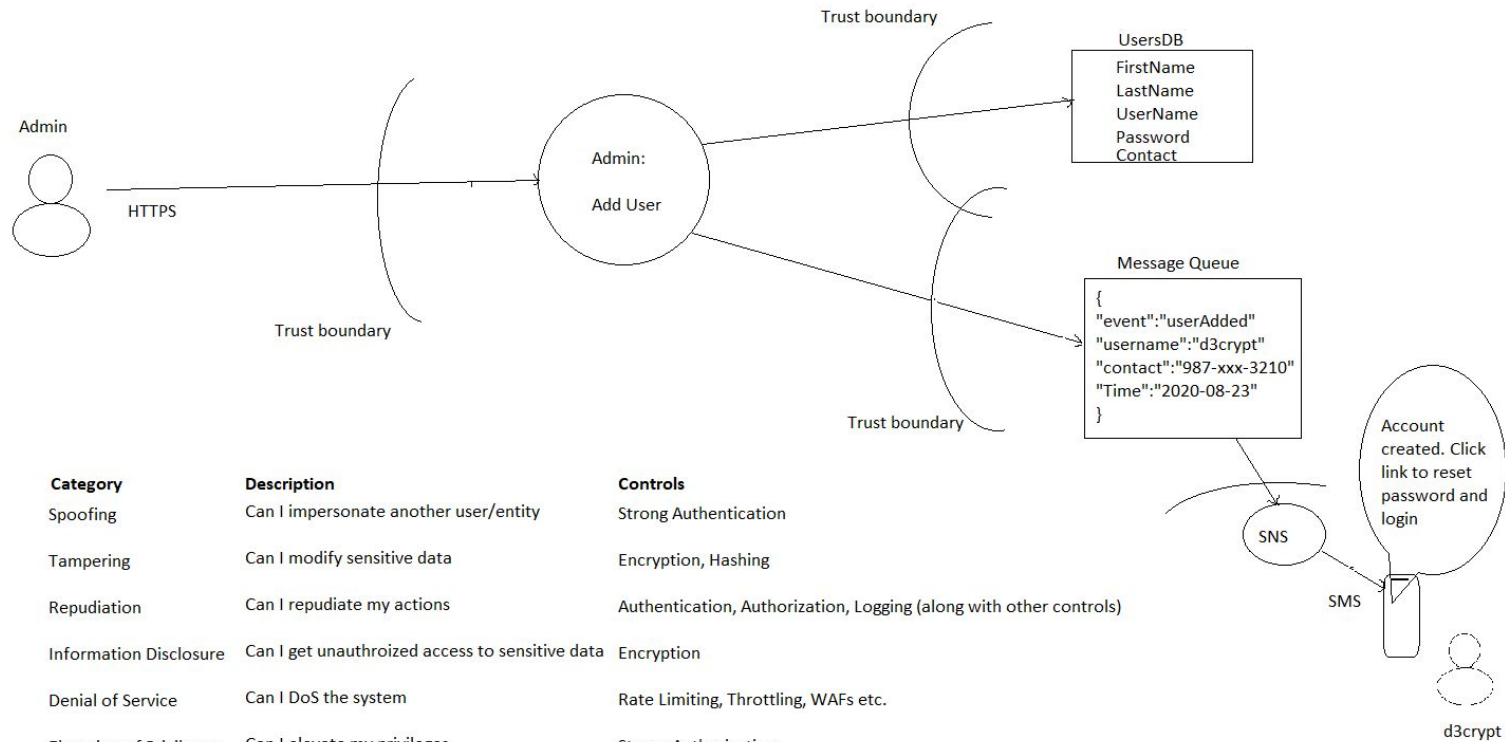 Trust boundary
UsersDB
FirstName
LastName
UserName
Password
Contact
Admin
HTTPS
Admin:
Add User
Trust boundary
Message Queue
{
"event":"userAdded"
"username":"d3crypt"
"contact":"987-xxx-3210"
"Time":"2020-08-23"
}
Trust boundary
Account
created. Click
link to reset
password and
login
SNS
SMS
d3crypt
Category Description Controls
Spoofing Can I impersonate another user/entity Strong Authentication
Tampering Can I modify sensitive data Encryption, Hashing
Repudiation Can I repudiate my actions Authentication, Authorization, Logging (along with other controls)
Information Disclosure Can I get unauthroized access to sensitive data Encryption
Denial of Service Can I DoS the system Rate Limiting, Throttling, WAFs etc.